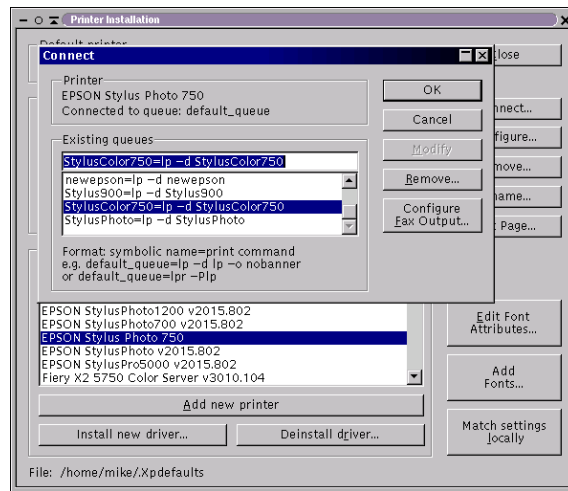 Printer Installation
Default printer
Close
Connect
Printer
EPSON Stylus Photo 750
Connected to queue: default_queue
OK
Cancel
Modify
Remove...
Configure
Fax Output...
Existing queues
StylusColor750=lp -d StylusColor750
newepson=lp -d newepson
Stylus900=lp -d Stylus900
StylusColor750=lp -d StylusColor750
StylusPhoto=lp -d StylusPhoto
Format: symbolic name=print command
e.g. default_queue=lp -d lp -o nobanner
or default_queue=lpr -Plp
nnect...
figure...
move...
name...
Page...
EPSON StylusPhoto1200 v2015.802
EPSON StylusPhoto700 v2015.802
EPSON Stylus Photo 750
EPSON StylusPhoto v2015.802
EPSON StylusPro5000 v2015.802
Fiery X2 5750 Color Server v3010.104
Edit Font
Attributes...
Add
Fonts...
Add new printer
Install new driver...
Deinstall driver...
Match settings
locally
File: /home/mike/.Xpdefaults